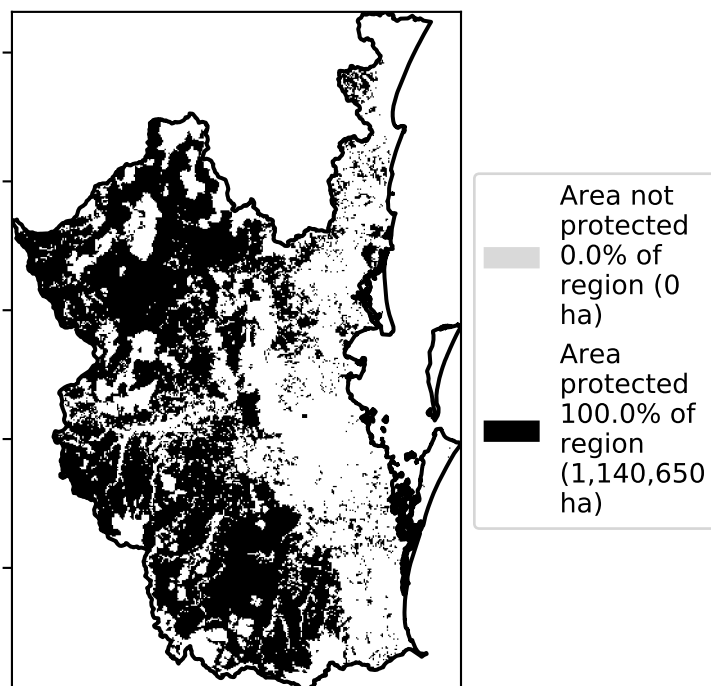 Area not
protected
0.0% of
region (0
ha)
Area
protected
100.0% of
region
(1,140,650
ha)